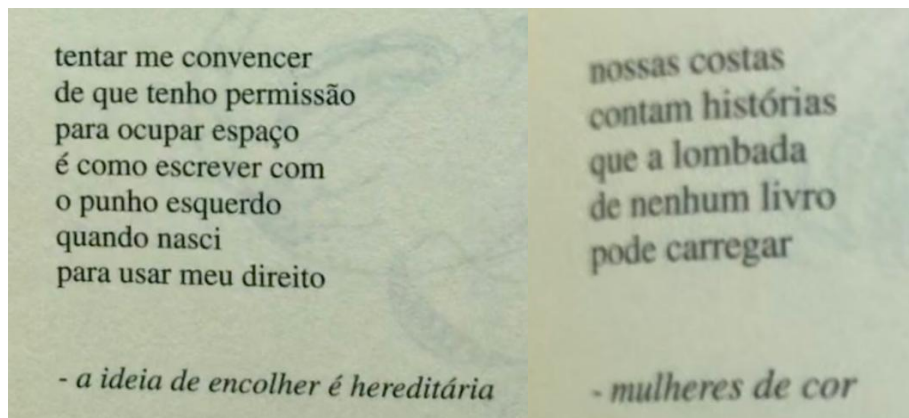 tentar me convencer
de que tenho permissão
para ocupar espaço
é como escrever com
o punho esquerdo
quando nasci
para usar meu direito
- a ideia de encolher é hereditária
nossas costas
contam histórias
que a lombada
de nenhum livro
pode carregar
- mulheres de cor